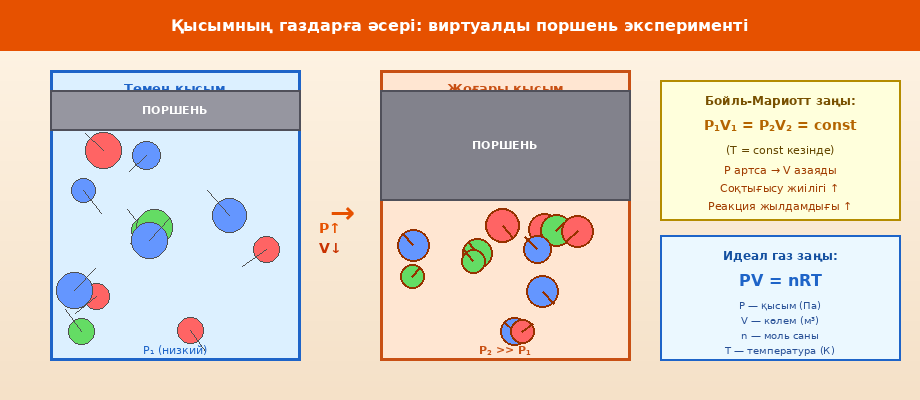 Қысымның газдарға әсері: виртуалды поршень эксперименті
Төмен қысым
ПОРШЕНЬ
P₁ (низкий)
→
P↑
V↓
Жоғары қысым
ПОРШЕНЬ
P₂ >> P₁
Бойль-Мариотт заңы:
P₁V₁ = P₂V₂ = const
(T = const кезінде)
P артса → V азаяды
Соқтығысу жиілігі ↑
Реакция жылдамдығы ↑
Идеал газ заңы:
PV = nRT
P — қысым (Па)
V — көлем (м³)
n — моль саны
T — температура (К)